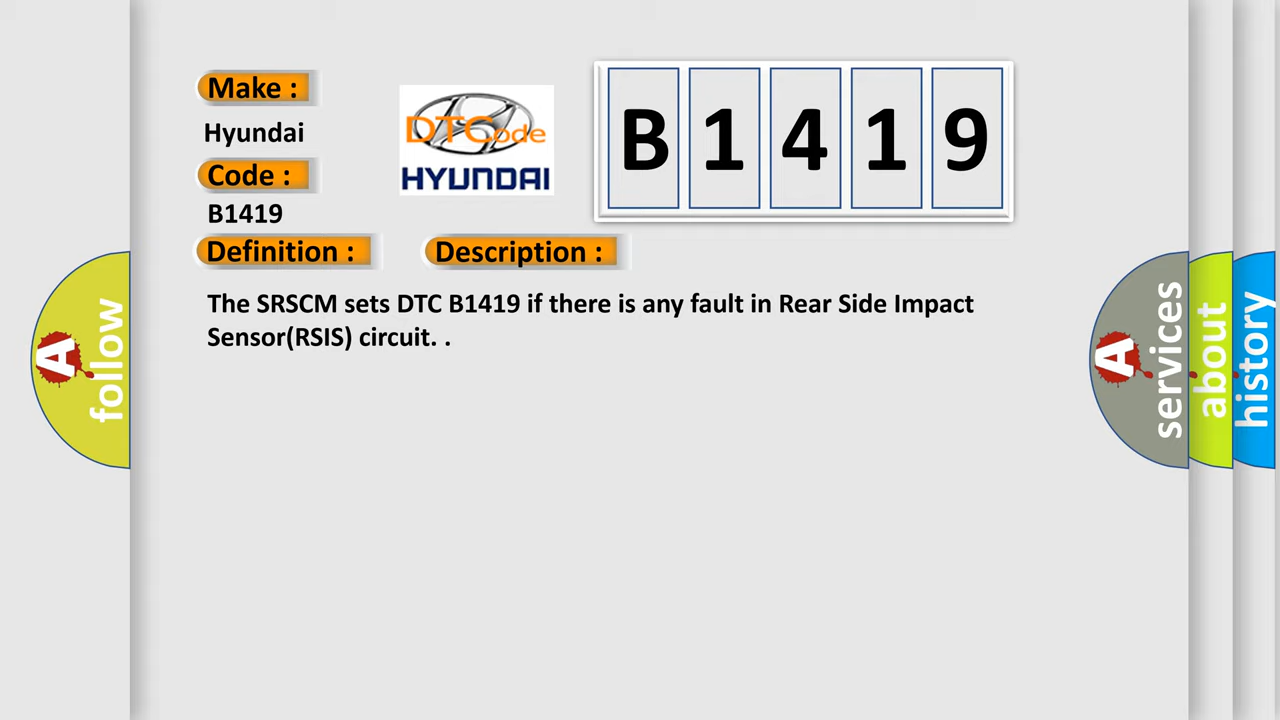 Make :
Hyundai
Code :
B1419
Definition :
Description :
The SRSCM sets DTC B1419 if there is any fault in Rear Side Impact
Sensor(RSIS) circuit. .
DTCode
HYUNDAI
B 1 4 1 9
A follow
A services
about
history